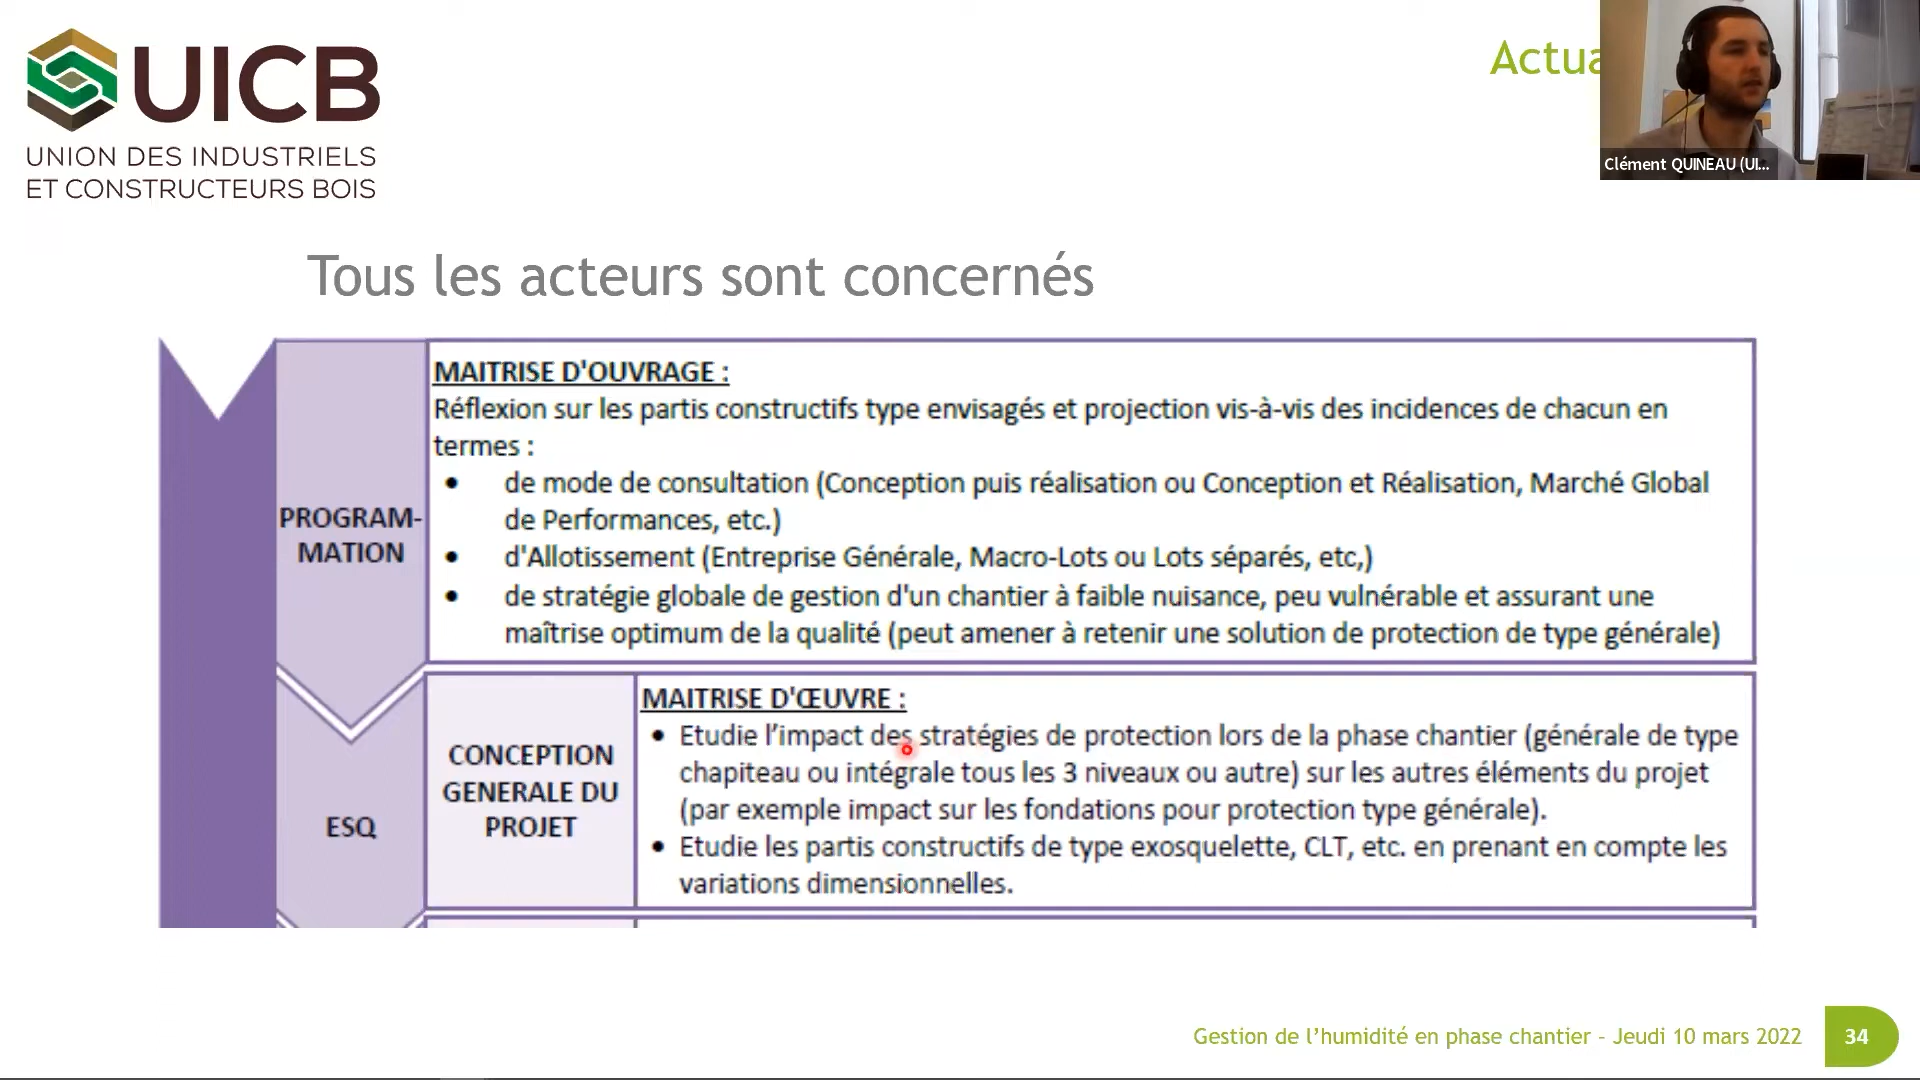 UICB
UNION DES INDUSTRIELS
ET CONSTRUCTEURS BOIS
Clément QUINEAU (UI...
Tous les acteurs sont concernés
PROGRAM-
MATION
MAITRISE D'OUVRAGE :
Réflexion sur les partis constructifs type envisagés et projection vis-à-vis des incidences de chacun en
termes :
• de mode de consultation (Conception puis réalisation ou Conception et Réalisation, Marché Global
de Performances, etc.)
• d'Allotissement (Entreprise Générale, Macro-Lots ou Lots séparés, etc,)
• de stratégie globale de gestion d'un chantier à faible nuisance, peu vulnérable et assurant une
maîtrise optimum de la qualité (peut amener à retenir une solution de protection de type générale)
ESQ
CONCEPTION
GENERALE DU
PROJET
MAITRISE D'ŒUVRE :
• Etudie l’impact des stratégies de protection lors de la phase chantier (générale de type
chapiteau ou intégrale tous les 3 niveaux ou autre) sur les autres éléments du projet
(par exemple impact sur les fondations pour protection type générale).
• Etudie les partis constructifs de type exosquelette, CLT, etc. en prenant en compte les
variations dimensionnelles.
Gestion de l’humidité en phase chantier – Jeudi 10 mars 2022
34